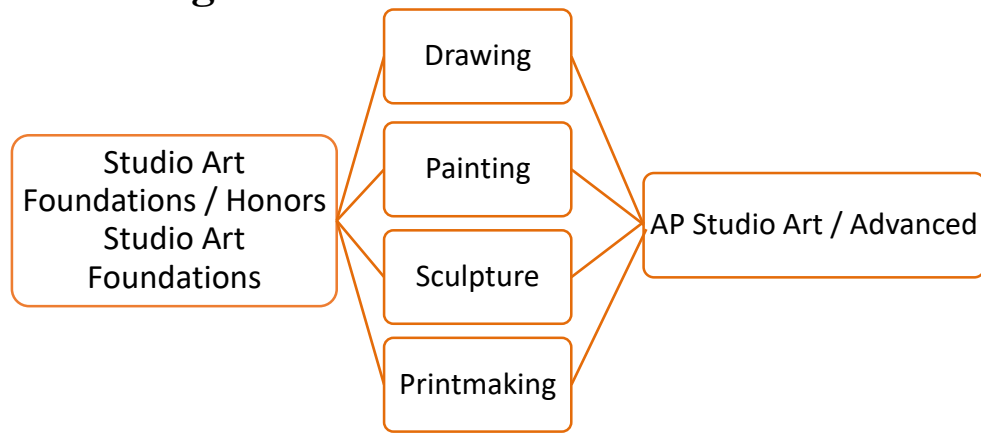 Studio Art
Foundations / Honors
Studio Art
Foundations
Drawing
Painting
Sculpture
Printmaking
AP Studio Art / Advanced